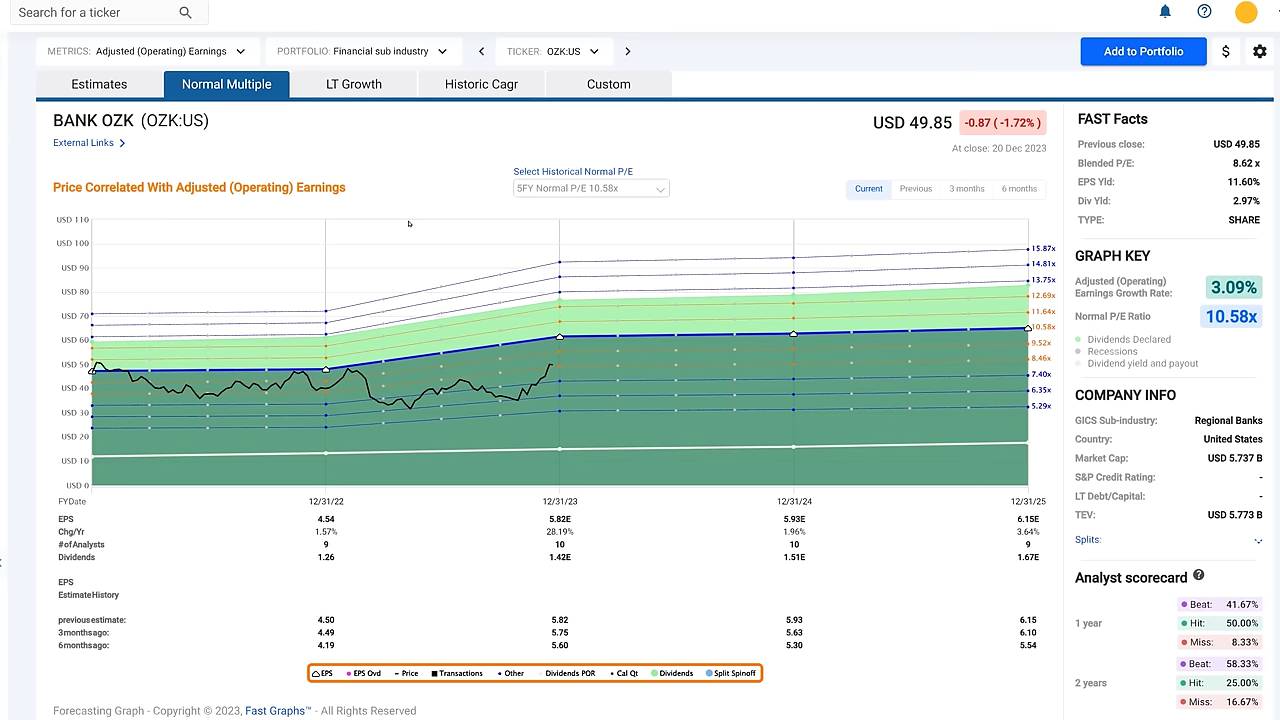 Search for a ticker
METRICS: Adjusted (Operating) Earnings PORTFOLIO: Financial sub industry TICKER: OZK:US Add to Portfolio $
Estimates Normal Multiple LT Growth Historic Cagr Custom
BANK OZK (OZK:US)
External Links
USD 49.85 -0.87 ( -1.72% )
At close: 20 Dec 2023
Price Correlated With Adjusted (Operating) Earnings
Select Historical Normal P/E
5FY Normal P/E 10.58x
Current Previous 3 months 6 months
USD 110
USD 100
USD 90
USD 80
USD 70
USD 60
USD 50
USD 40
USD 30
USD 20
USD 10
USD 0
15.87x
14.81x
13.75x
12.69x
11.64x
10.58x
9.52x
8.46x
7.40x
6.35x
5.29x
FYDate 12/31/22 12/31/23 12/31/24 12/31/25
EPS 4.54 5.82E 5.93E 6.15E
Chg/Yr 1.57% 28.19% 1.96% 3.64%
#ofAnalysts 9 10 10 9
Dividends 1.26 1.42E 1.51E 1.67E
EPS
EstimateHistory
previousestimate: 4.50 5.82 5.93 6.15
3monthsago: 4.49 5.75 5.63 6.10
6monthsago: 4.19 5.60 5.30 5.54
EPS EPS Ovd Price Transactions Other Dividends POR Cal Qt Dividends Split Spinoff
Forecasting Graph - Copyright © 2023, Fast Graphs™ - All Rights Reserved
FAST Facts
Previous close: USD 49.85
Blended P/E: 8.62 x
EPS Yld: 11.60%
Div Yld: 2.97%
TYPE: SHARE
GRAPH KEY
Adjusted (Operating)
Earnings Growth Rate: 3.09%
Normal P/E Ratio 10.58x
Dividends Declared
Recessions
Dividend yield and payout
COMPANY INFO
GICS Sub-industry: Regional Banks
Country: United States
Market Cap: USD 5.737 B
S&P Credit Rating: -
LT Debt/Capital: -
TEV: USD 5.773 B
Splits:
Analyst scorecard
1 year
Beat: 41.67%
Hit: 50.00%
Miss: 8.33%
2 years
Beat: 58.33%
Hit: 25.00%
Miss: 16.67%